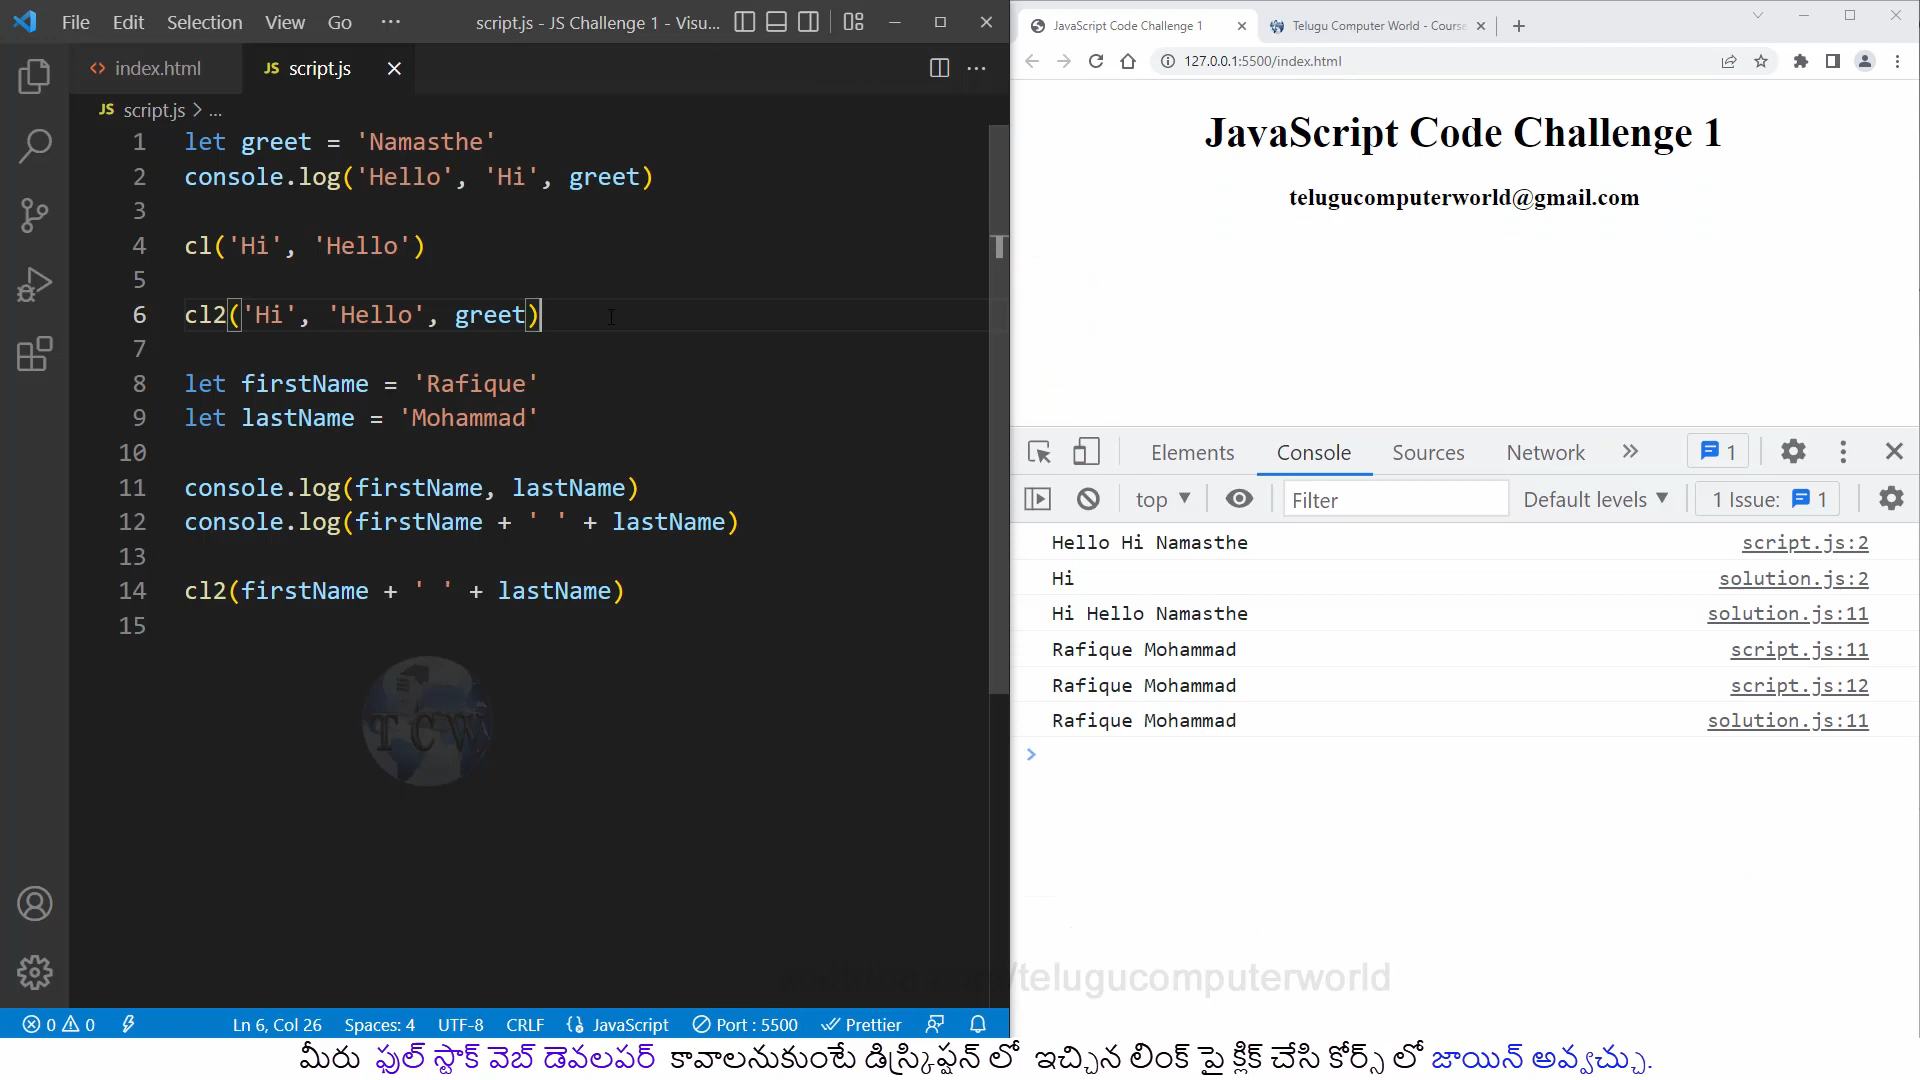 File Edit Selection View Go ··· script.js - JS Challenge 1 - Visu...
index.html script.js
JS script.js > ...
1 let greet = 'Namasthe'
2 console.log('Hello', 'Hi', greet)
3
4 cl('Hi', 'Hello')
5
6 cl2('Hi', 'Hello', greet)
7
8 let firstName = 'Rafique'
9 let lastName = 'Mohammad'
10
11 console.log(firstName, lastName)
12 console.log(firstName + ' ' + lastName)
13
14 cl2(firstName + ' ' + lastName)
15
TCW
0 0 Ln 6, Col 26 Spaces: 4 UTF-8 CRLF JavaScript Port : 5500 Prettier
JavaScript Code Challenge 1 Telugu Computer World - Course
127.0.0.1:5500/index.html
JavaScript Code Challenge 1
telugucomputerworld@gmail.com
Elements Console Sources Network 1
top Filter Default levels 1 Issue: 1
Hello Hi Namasthe script.js:2
Hi solution.js:2
Hi Hello Namasthe solution.js:11
Rafique Mohammad script.js:11
Rafique Mohammad script.js:12
Rafique Mohammad solution.js:11
/telugucomputerworld
మీరు ఫుల్ స్టాక్ వెబ్ డెవలపర్ కావాలనుకుంటే డిస్క్రిప్షన్ లో ఇచ్చిన లింక్ పై క్లిక్ చేసి కోర్స్ లో జాయిన్ అవ్వచ్చు.